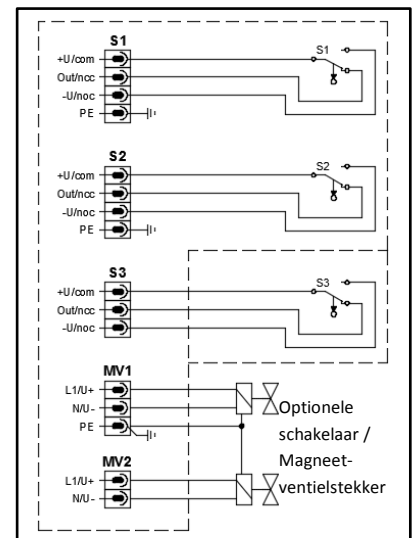 S1
S1
+U/com
Out/ncc
-U/noc
PE
S2
S2
+U/com
Out/ncc
-U/noc
PE
S3
S3
+U/com
Out/ncc
-U/noc
MV1
L1/U+
N/U-
PE
Optionele
schakelaar /
Magneet-
ventielstekker
MV2
L1/U+
N/U-